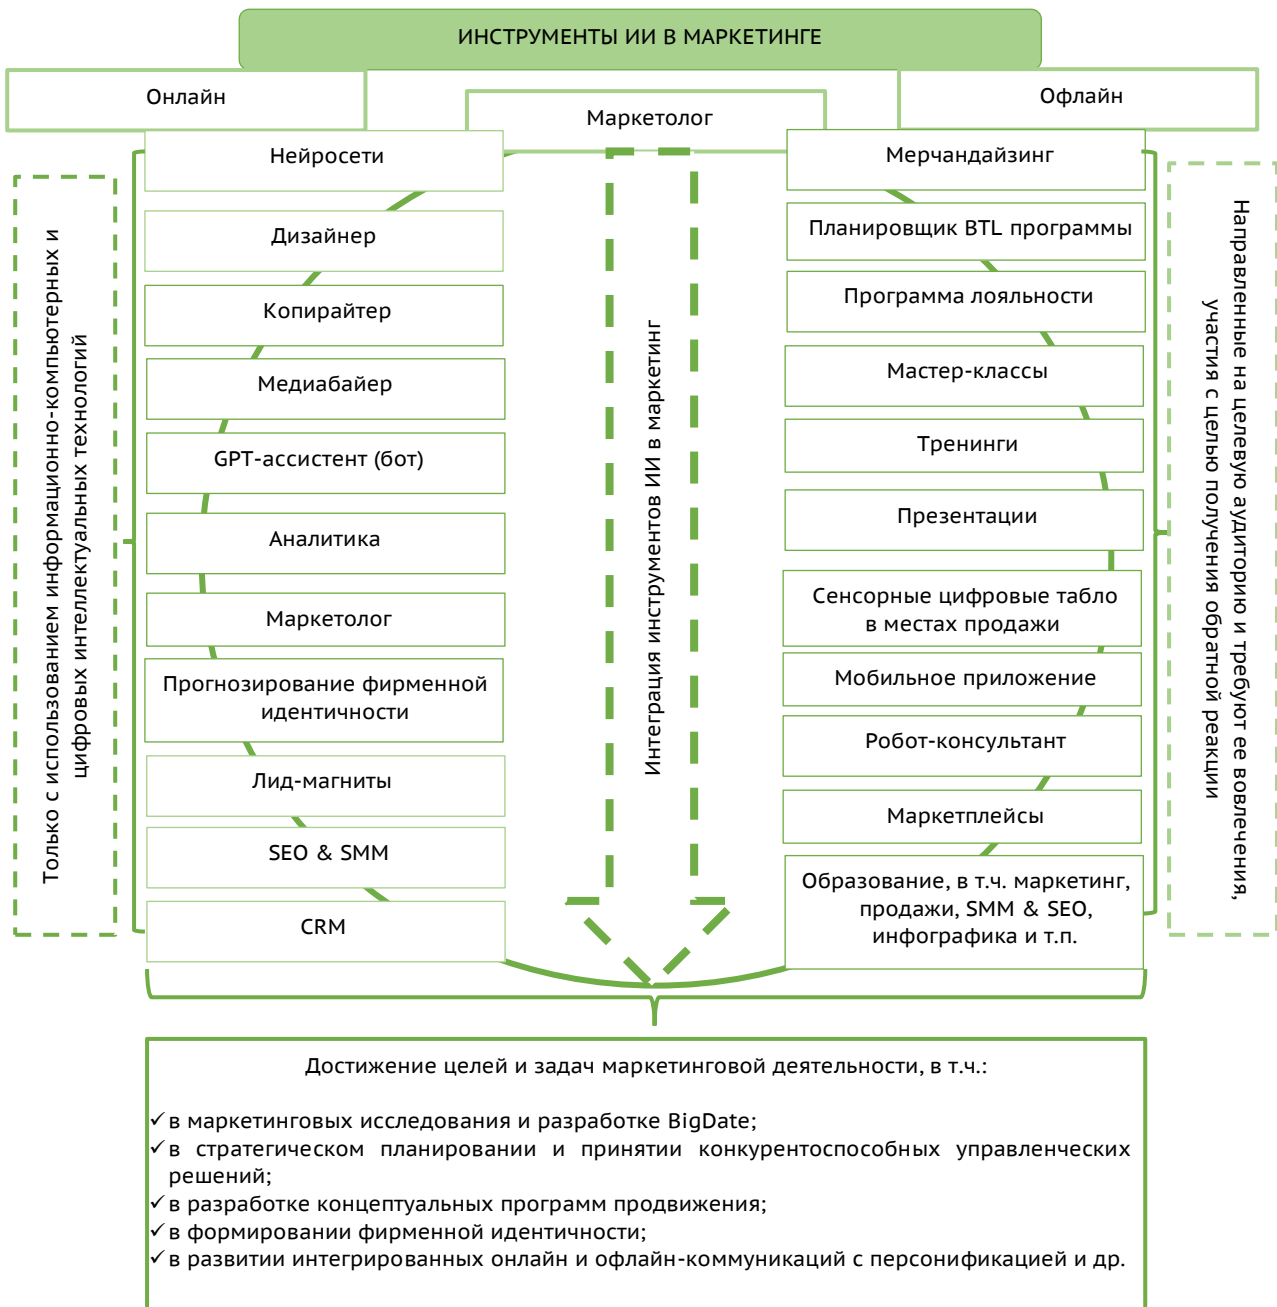 ИНСТРУМЕНТЫ ИИ В МАРКЕТИНГЕ
Онлайн
Офлайн
Маркетолог
Только с использованием информационно-компьютерных и
цифровых интеллектуальных технологий
Нейросети
Дизайнер
Копирайтер
Медиабайер
GPT-ассистент (бот)
Аналитика
Маркетолог
Прогнозирование фирменной
идентичности
Лид-магниты
SEO & SMM
CRM
Интеграция инструментов ИИ в маркетинг
Мерчандайзинг
Планировщик BTL программы
Программа лояльности
Мастер-классы
Тренинги
Презентации
Сенсорные цифровые табло
в местах продажи
Мобильное приложение
Робот-консультант
Маркетплейсы
Образование, в т.ч. маркетинг,
продажи, SMM & SEO,
инфографика и т.п.
Направленные на целевую аудиторию и требуют ее вовлечения,
участия с целью получения обратной реакции
Достижение целей и задач маркетинговой деятельности, в т.ч.:
✓ в маркетинговых исследования и разработке BigDate;
✓ в стратегическом планировании и принятии конкурентоспособных управленческих
решений;
✓ в разработке концептуальных программ продвижения;
✓ в формировании фирменной идентичности;
✓ в развитии интегрированных онлайн и офлайн-коммуникаций с персонификацией и др.